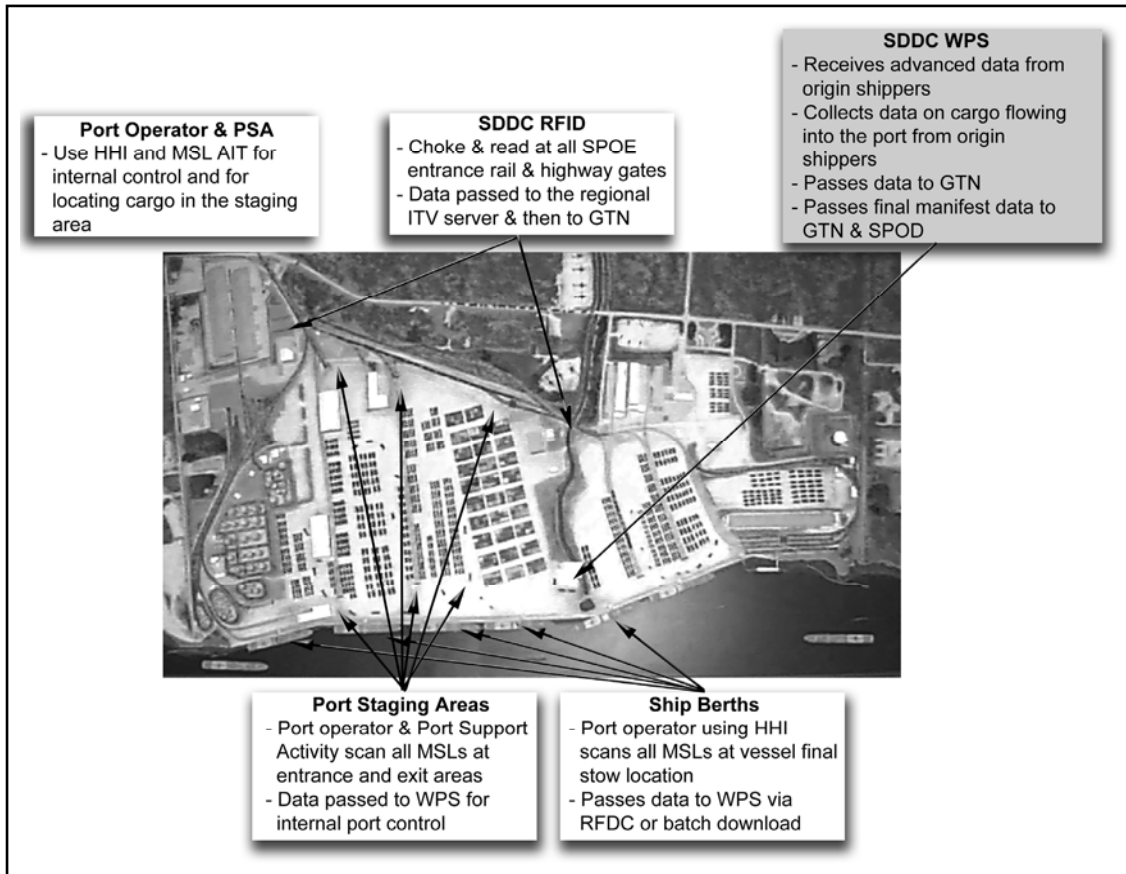 SDDC WPS
- Receives advanced data from
origin shippers
- Collects data on cargo flowing
into the port from origin
shippers
- Passes data to GTN
- Passes final manifest data to
GTN & SPOD
Port Operator & PSA
- Use HHI and MSL AIT for
internal control and for
locating cargo in the staging
area
SDDC RFID
- Choke & read at all SPOE
entrance rail & highway gates
- Data passed to the regional
ITV server & then to GTN
Port Staging Areas
- Port operator & Port Support
Activity scan all MSLs at
entrance and exit areas
- Data passed to WPS for
internal port control
Ship Berths
- Port operator using HHI
scans all MSLs at vessel final
stow location
- Passes data to WPS via
RFDC or batch download